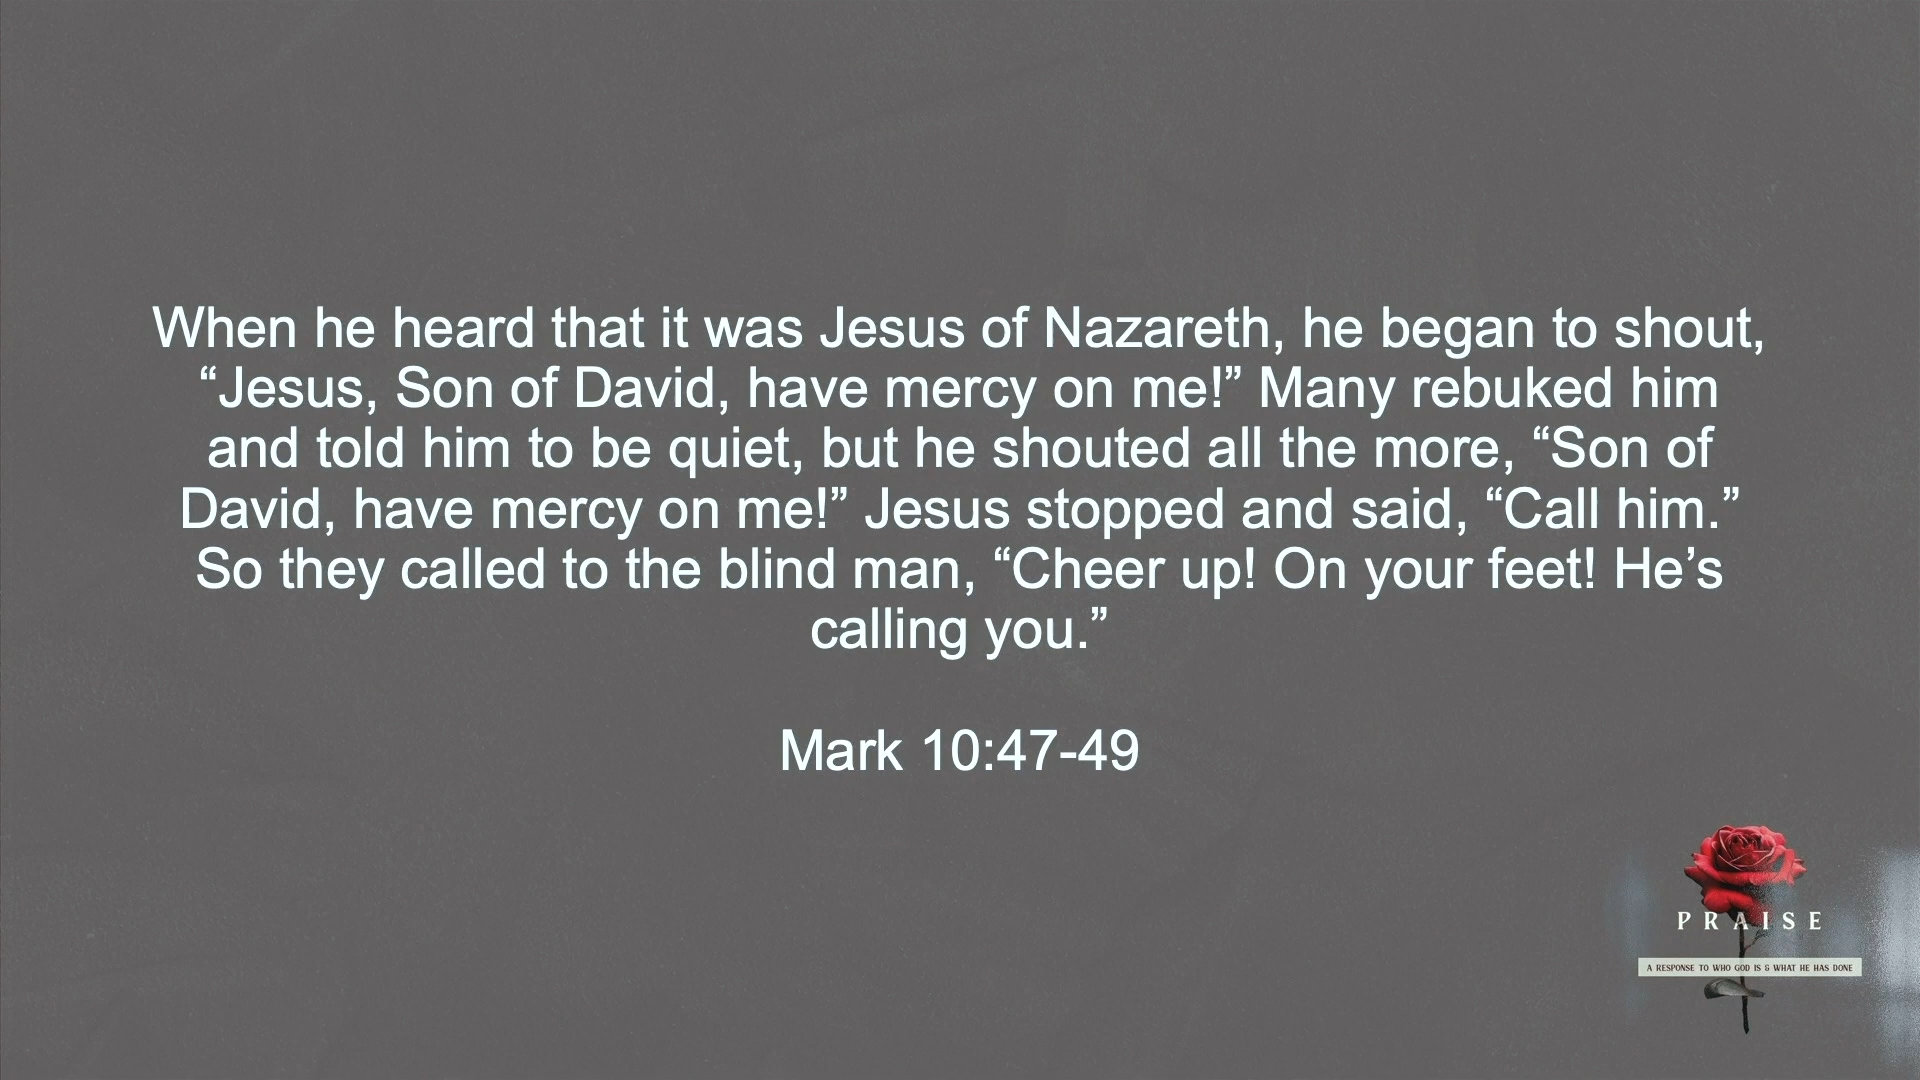 When he heard that it was Jesus of Nazareth, he began to shout,
“Jesus, Son of David, have mercy on me!” Many rebuked him
and told him to be quiet, but he shouted all the more, “Son of
David, have mercy on me!” Jesus stopped and said, “Call him.”
So they called to the blind man, “Cheer up! On your feet! He’s
calling you.”
Mark 10:47-49
PRAISE
A RESPONSE TO WHO GOD IS & WHAT HE HAS DONE